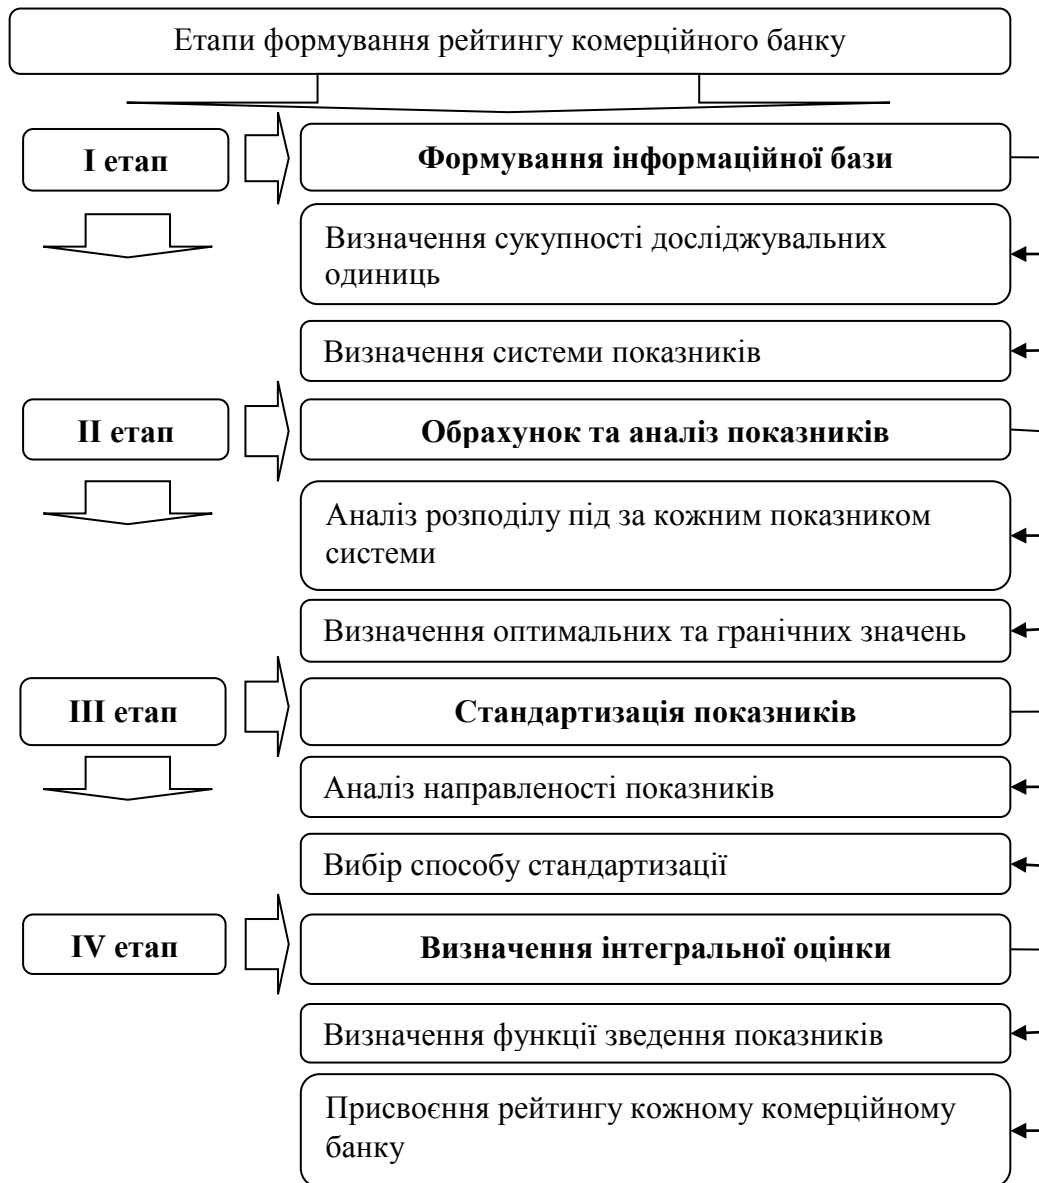 Етапи формування рейтингу комерційного банку
I етап
Формування інформаційної бази
Визначення сукупності досліджувальних
одиниць
Визначення системи показників
II етап
Обрахунок та аналіз показників
Аналіз розподілу під за кожним показником
системи
Визначення оптимальних та гранічних значень
III етап
Стандартизація показників
Аналіз направленості показників
Вибір способу стандартизації
IV етап
Визначення інтегральної оцінки
Визначення функції зведення показників
Присвоєння рейтингу кожному комерційному
банку